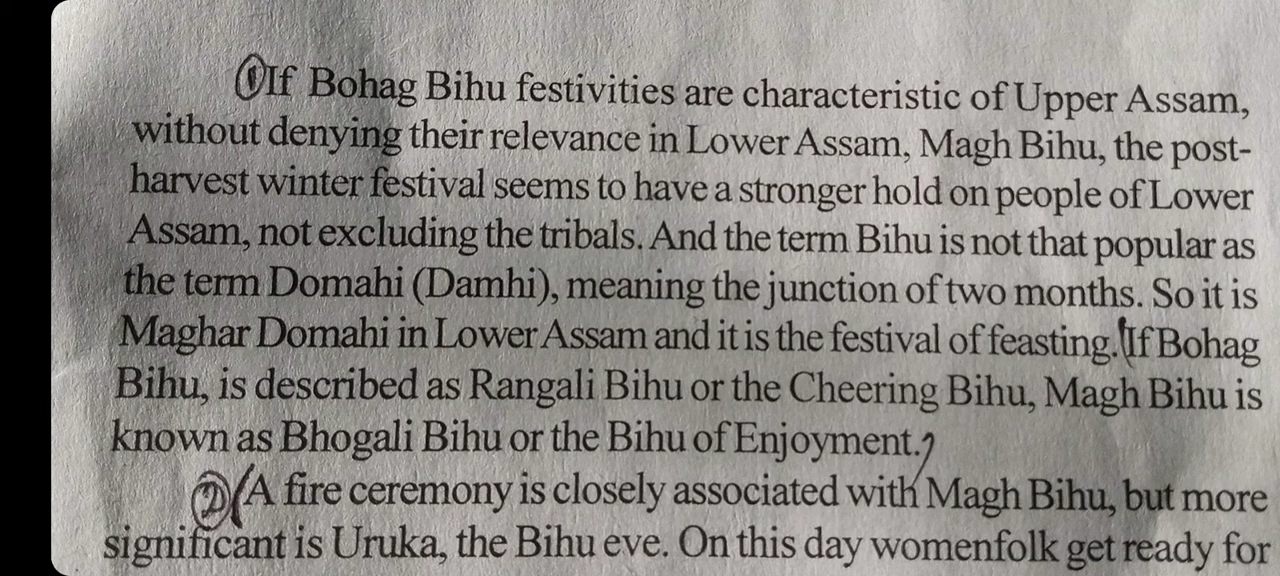 ① If Bohag Bihu festivities are characteristic of Upper Assam,
without denying their relevance in Lower Assam, Magh Bihu, the post-
harvest winter festival seems to have a stronger hold on people of Lower
Assam, not excluding the tribals. And the term Bihu is not that popular as
the term Domahi (Damhi), meaning the junction of two months. So it is
Maghar Domahi in Lower Assam and it is the festival of feasting. (If Bohag
Bihu, is described as Rangali Bihu or the Cheering Bihu, Magh Bihu is
known as Bhogali Bihu or the Bihu of Enjoyment.)
② (A fire ceremony is closely associated with Magh Bihu, but more
significant is Uruka, the Bihu eve. On this day womenfolk get ready for